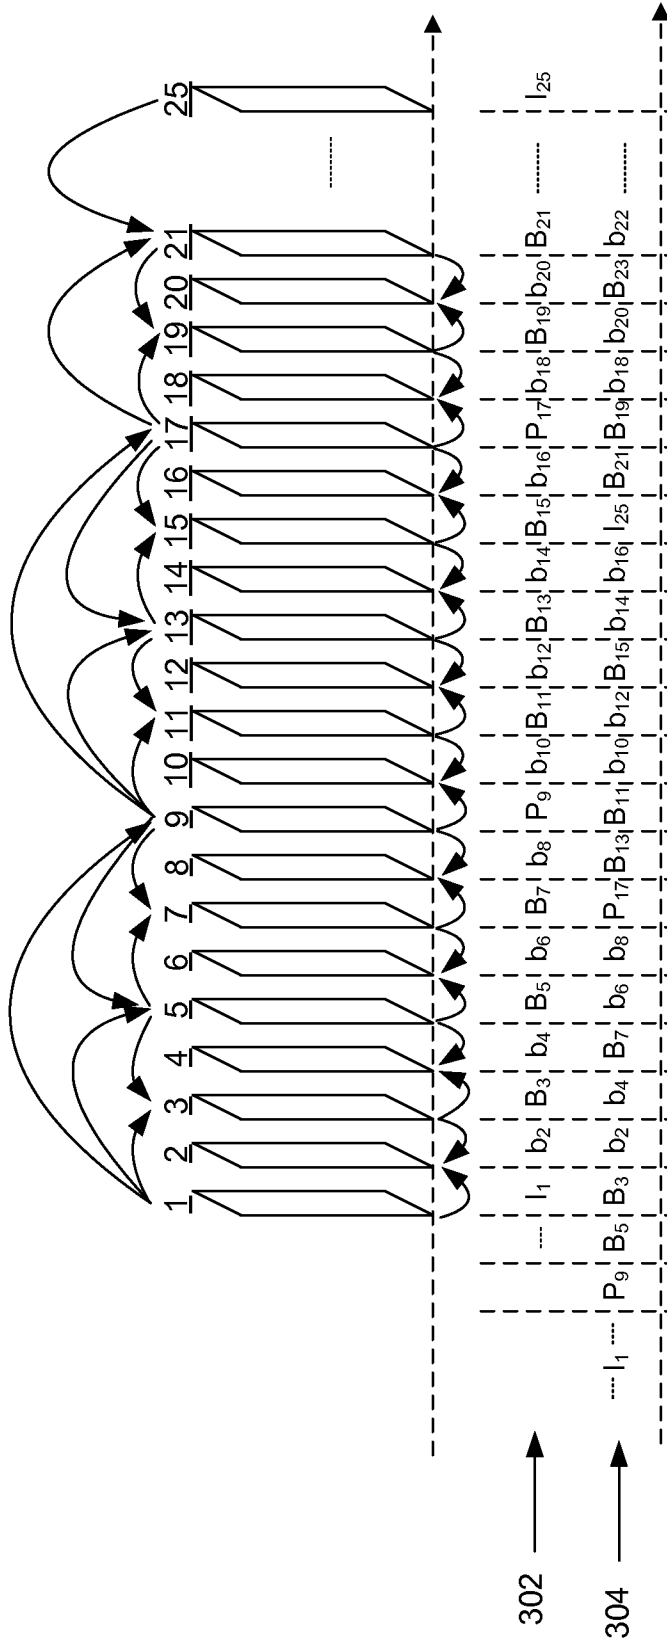 1 2 3 4 5 6 7 8 9 10 11 12 13 14 15 16 17 18 19 20 21 25
302 I₁ b₂ B₃ b₄ B₅ b₆ B₇ b₈ P₉ b₁₀ B₁₁ b₁₂ B₁₃ b₁₄ B₁₅ b₁₆ P₁₇ b₁₈ B₁₉ b₂₀ B₂₁ I₂₅
304 I₁ P₉ B₅ B₃ b₂ b₄ B₇ b₆ b₈ P₁₇ B₁₃ B₁₁ b₁₀ b₁₂ B₁₅ b₁₄ b₁₆ I₂₅ B₂₁ B₁₉ b₁₈ b₂₀ B₂₃ b₂₂